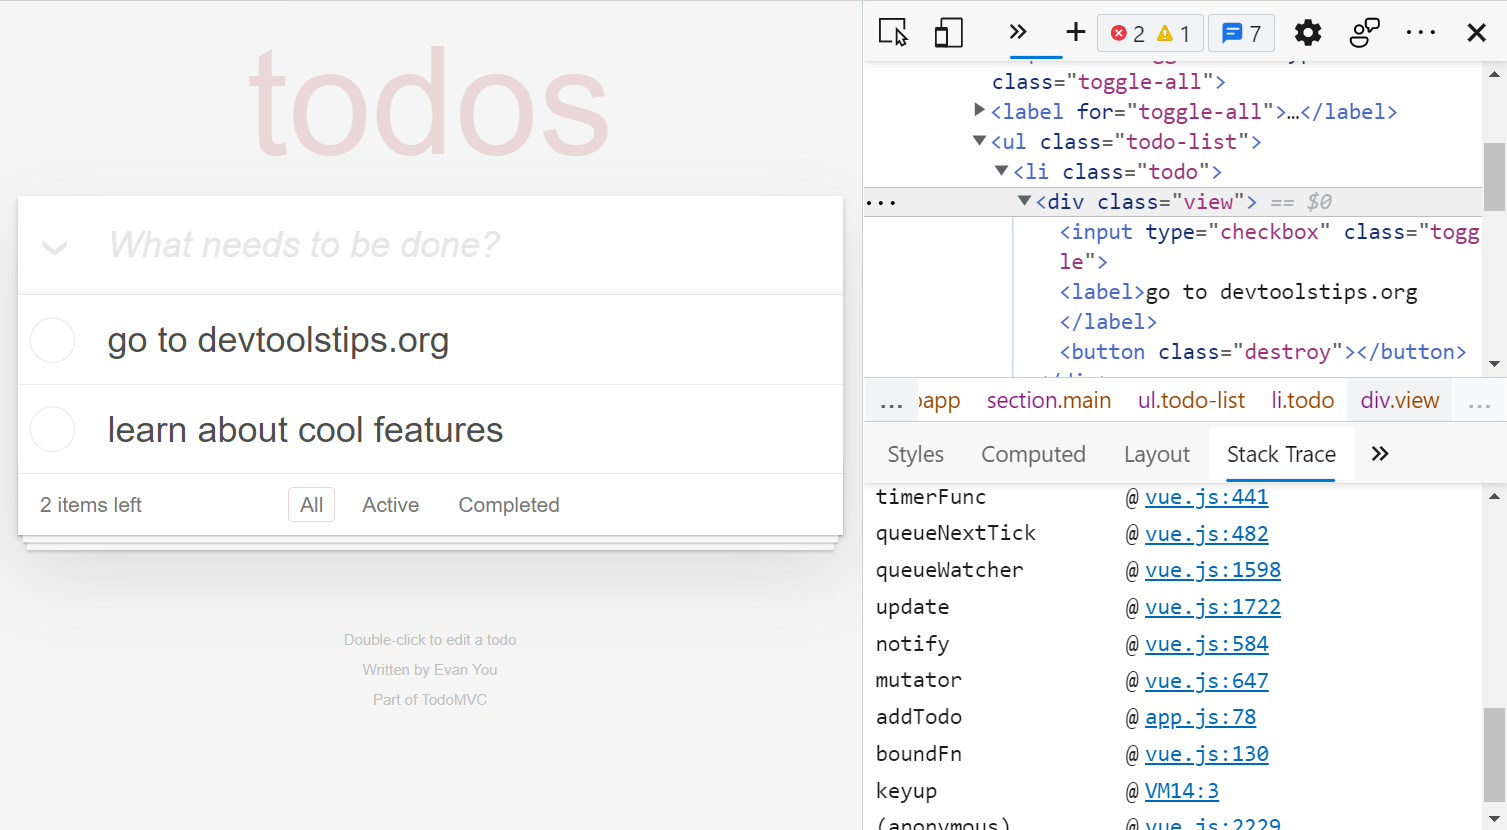 todos
What needs to be done?
go to devtoolstips.org
learn about cool features
2 items left
All
Active
Completed
Double-click to edit a todo
Written by Evan You
Part of TodoMVC
2
1
7
class="toggle-all">
<label for="toggle-all">…</label>
<ul class="todo-list">
<li class="todo">
<div class="view"> == $0
<input type="checkbox" class="togg
le">
<label>go to devtoolstips.org
</label>
<button class="destroy"></button>
... app section.main ul.todo-list li.todo div.view ...
Styles
Computed
Layout
Stack Trace
timerFunc @ vue.js:441
queueNextTick @ vue.js:482
queueWatcher @ vue.js:1598
update @ vue.js:1722
notify @ vue.js:584
mutator @ vue.js:647
addTodo @ app.js:78
boundFn @ vue.js:130
keyup @ VM14:3
(anonymous) @ vue.js:2229